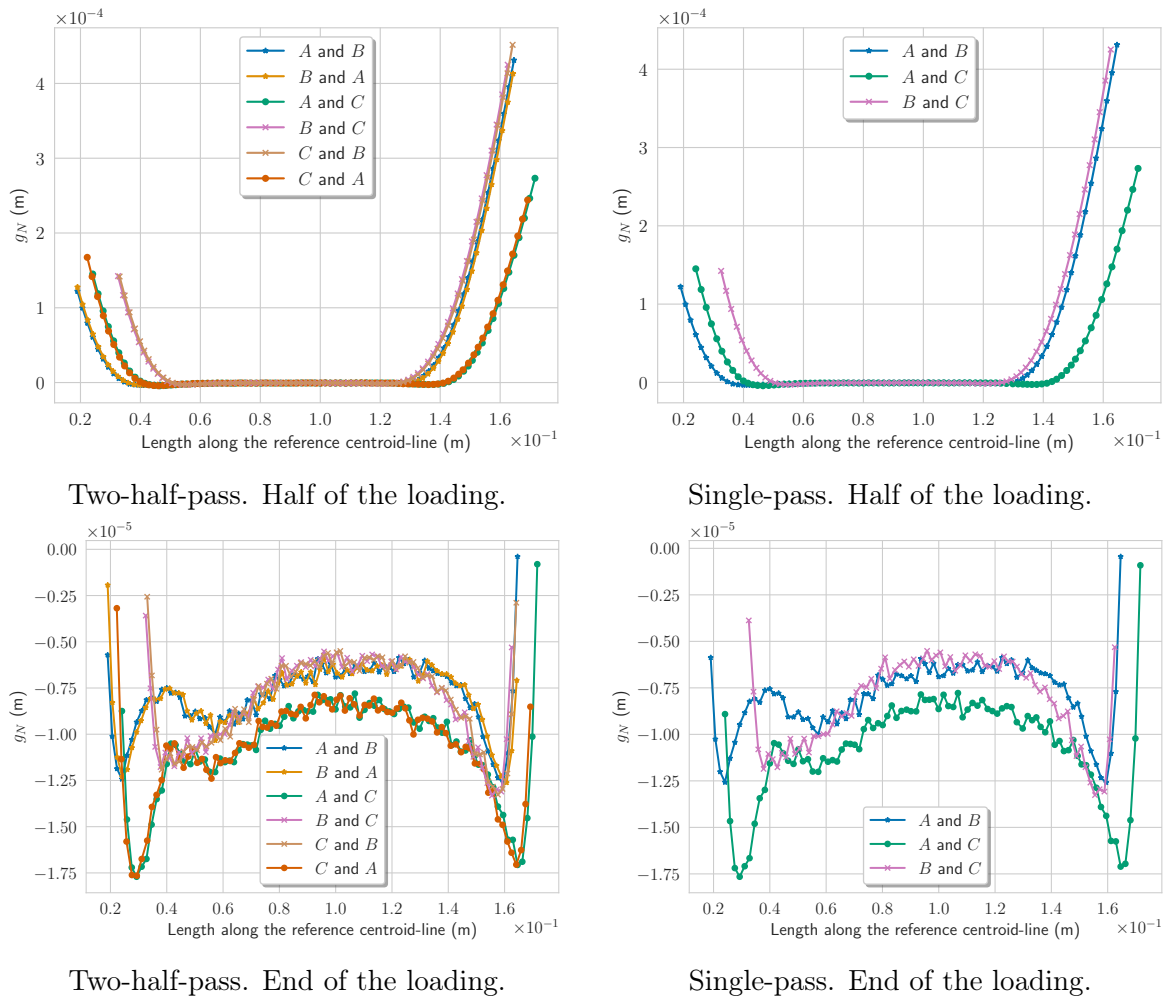 ×10⁻⁴
4
3
2
1
0
g_N (m)
A and B
B and A
A and C
B and C
C and B
C and A
0.2 0.4 0.6 0.8 1.0 1.2 1.4 1.6
Length along the reference centroid-line (m)
×10⁻¹
Two-half-pass. Half of the loading.
×10⁻⁴
4
3
2
1
0
g_N (m)
A and B
A and C
B and C
0.2 0.4 0.6 0.8 1.0 1.2 1.4 1.6
Length along the reference centroid-line (m)
×10⁻¹
Single-pass. Half of the loading.
×10⁻⁵
0.00
−0.25
−0.50
−0.75
−1.00
−1.25
−1.50
−1.75
g_N (m)
A and B
B and A
A and C
B and C
C and B
C and A
0.2 0.4 0.6 0.8 1.0 1.2 1.4 1.6
Length along the reference centroid-line (m)
×10⁻¹
Two-half-pass. End of the loading.
×10⁻⁵
0.00
−0.25
−0.50
−0.75
−1.00
−1.25
−1.50
−1.75
g_N (m)
A and B
A and C
B and C
0.2 0.4 0.6 0.8 1.0 1.2 1.4 1.6
Length along the reference centroid-line (m)
×10⁻¹
Single-pass. End of the loading.